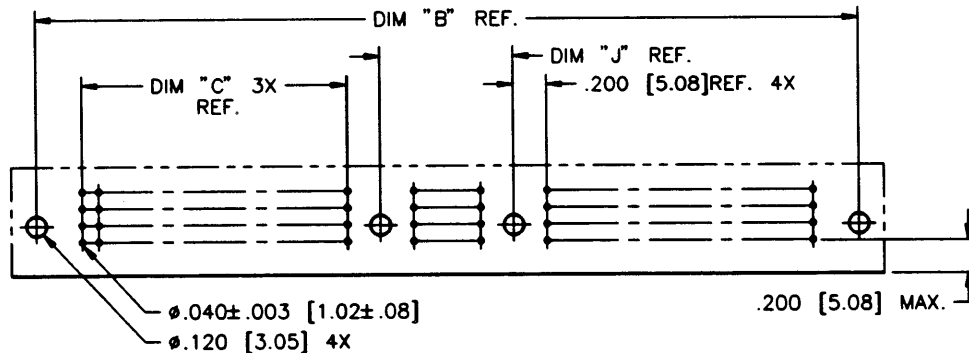 DIM "B" REF.
DIM "J" REF.
DIM "C" 3X
REF.
.200 [5.08]REF. 4X
ø.040±.003 [1.02±.08]
.200 [5.08] MAX.
ø.120 [3.05] 4X